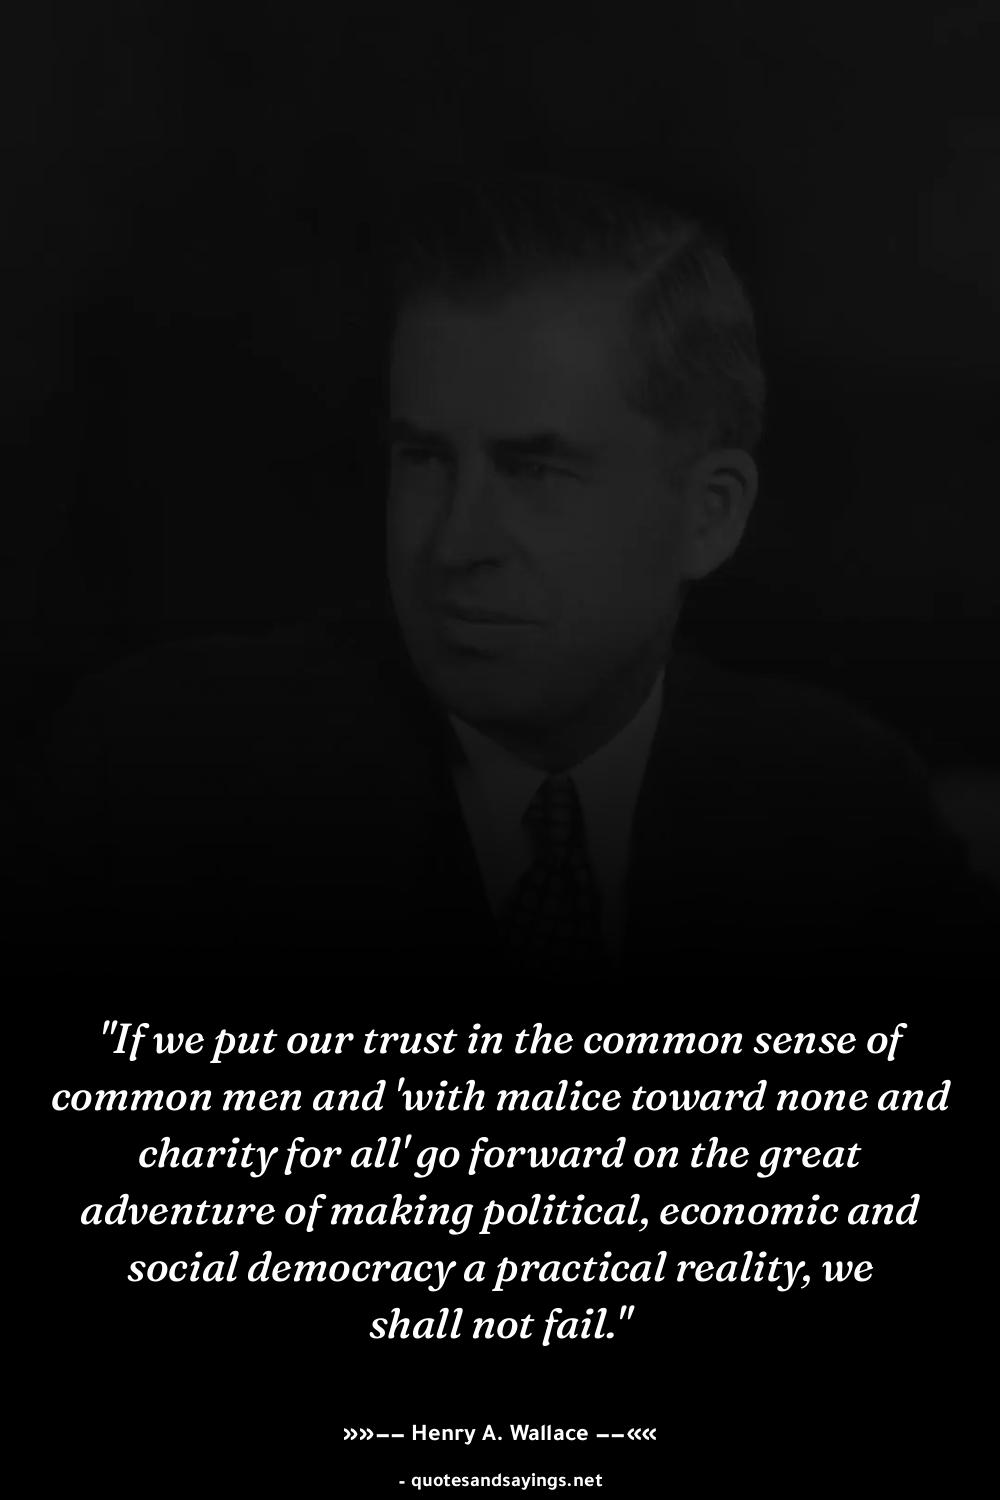 "If we put our trust in the common sense of
common men and 'with malice toward none and
charity for all' go forward on the great
adventure of making political, economic and
social democracy a practical reality, we
shall not fail."
»»–– Henry A. Wallace ––««
- quotesandsayings.net